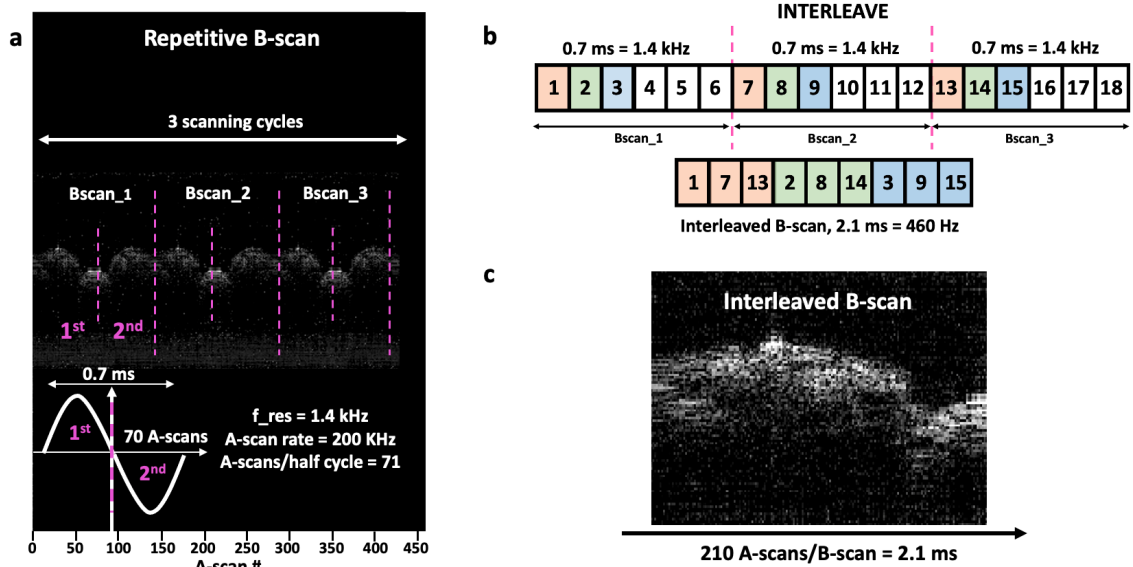 a
Repetitive B-scan
3 scanning cycles
Bscan_1 Bscan_2 Bscan_3
1st 2nd
0.7 ms
1st
70 A-scans
2nd
f_res = 1.4 kHz
A-scan rate = 200 KHz
A-scans/half cycle = 71
0 50 100 150 200 250 300 350 400 450
A-scan #
b
INTERLEAVE
0.7 ms = 1.4 kHz 0.7 ms = 1.4 kHz 0.7 ms = 1.4 kHz
1 2 3 4 5 6 7 8 9 10 11 12 13 14 15 16 17 18
Bscan_1 Bscan_2 Bscan_3
1 7 13 2 8 14 3 9 15
Interleaved B-scan, 2.1 ms = 460 Hz
c
Interleaved B-scan
210 A-scans/B-scan = 2.1 ms